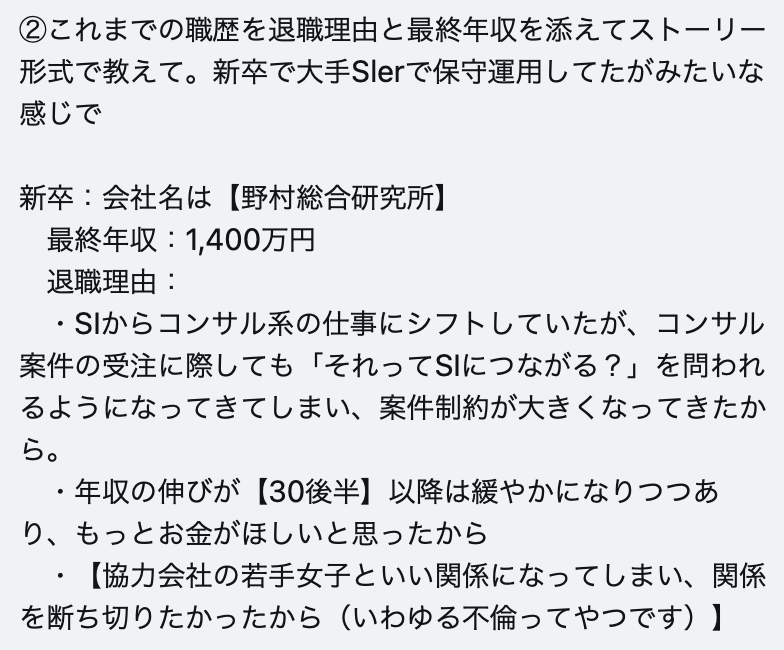 ②これまでの職歴を退職理由と最終年収を添えてストーリー
形式で教えて。新卒で大手SIerで保守運用してたがみたいな
感じで
新卒：会社名は【野村総合研究所】
最終年収：1,400万円
退職理由：
・SIからコンサル系の仕事にシフトしていたが、コンサル
案件の受注に際しても「それってSIにつながる？」を問われ
るようになってきてしまい、案件制約が大きくなってきたか
ら。
・年収の伸びが【30後半】以降は緩やかになりつつあ
り、もっとお金がほしいと思ったから
・【協力会社の若手女子といい関係になってしまい、関係
を断ち切りたかったから（いわゆる不倫ってやつです）】